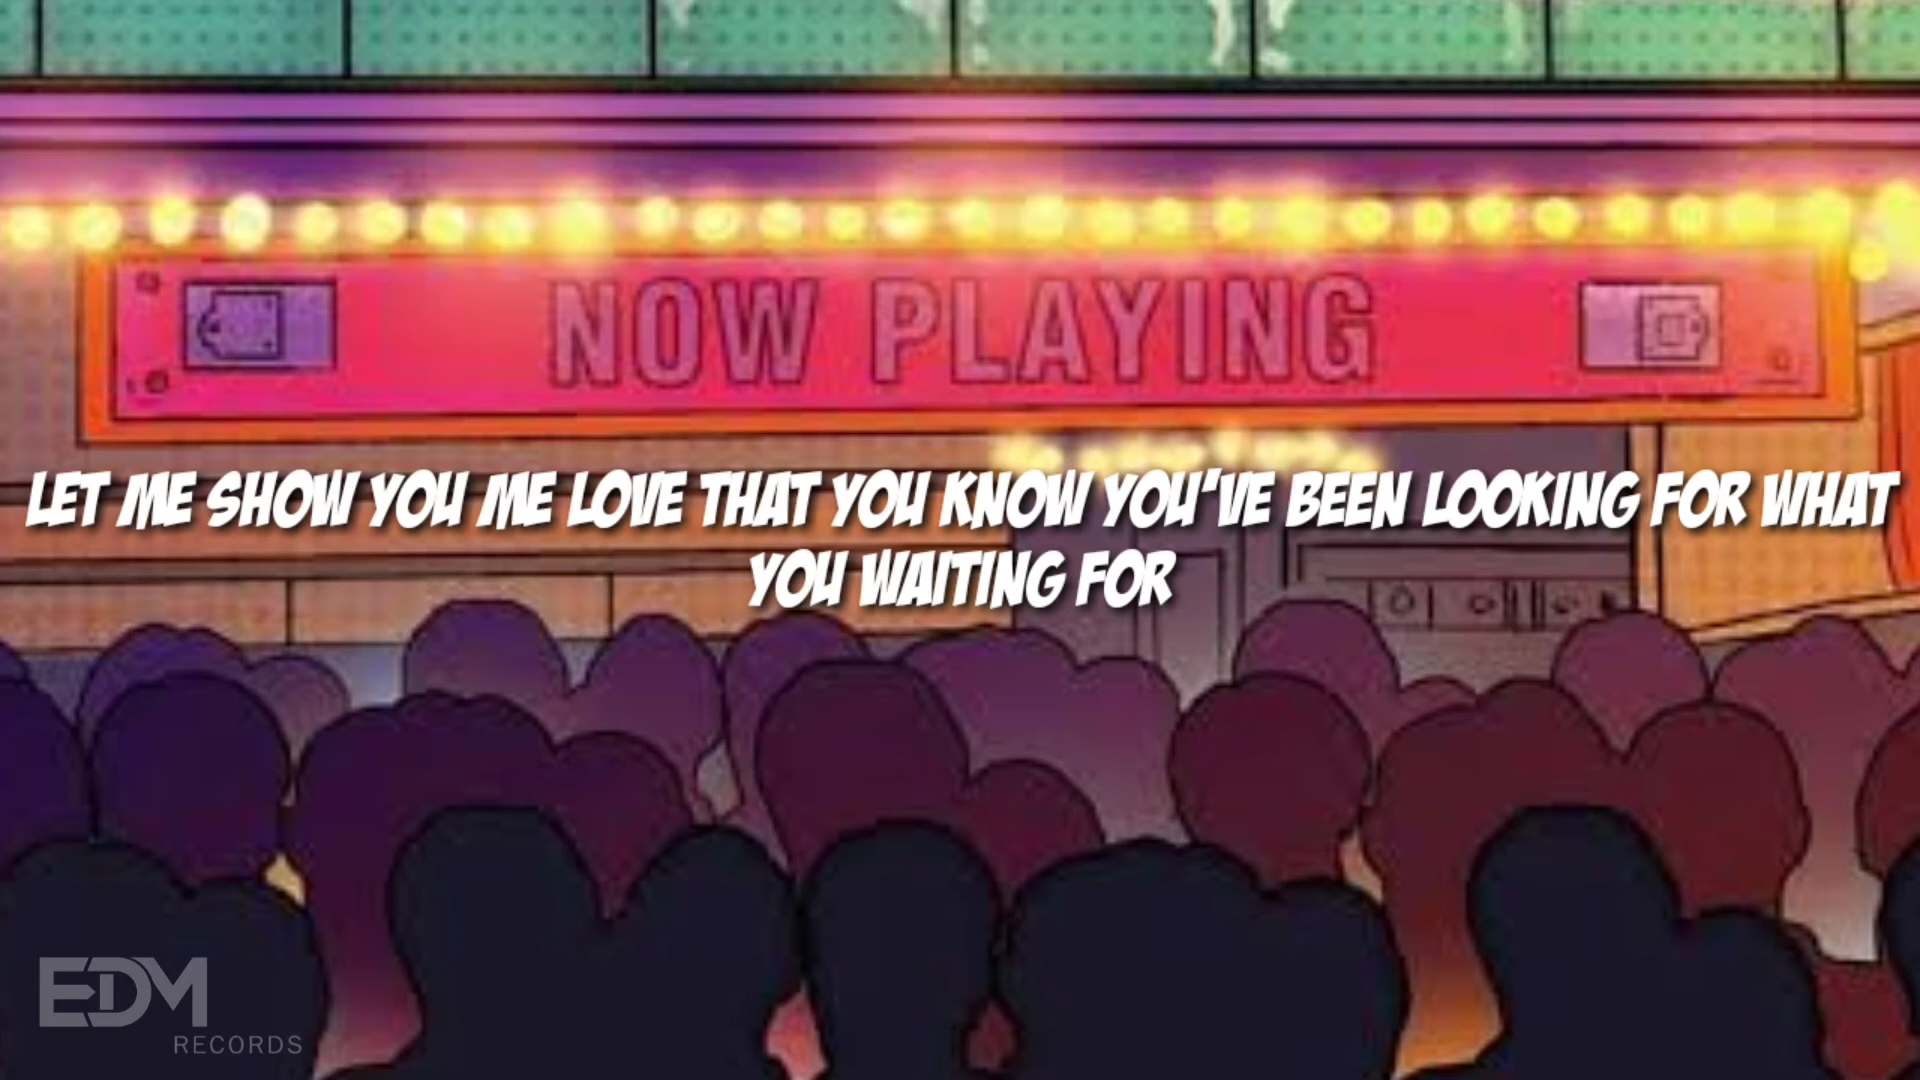 NOW PLAYING
LET ME SHOW YOU ME LOVE THAT YOU KNOW YOU'VE BEEN LOOKING FOR WHAT
YOU WAITING FOR
EDM
RECORDS